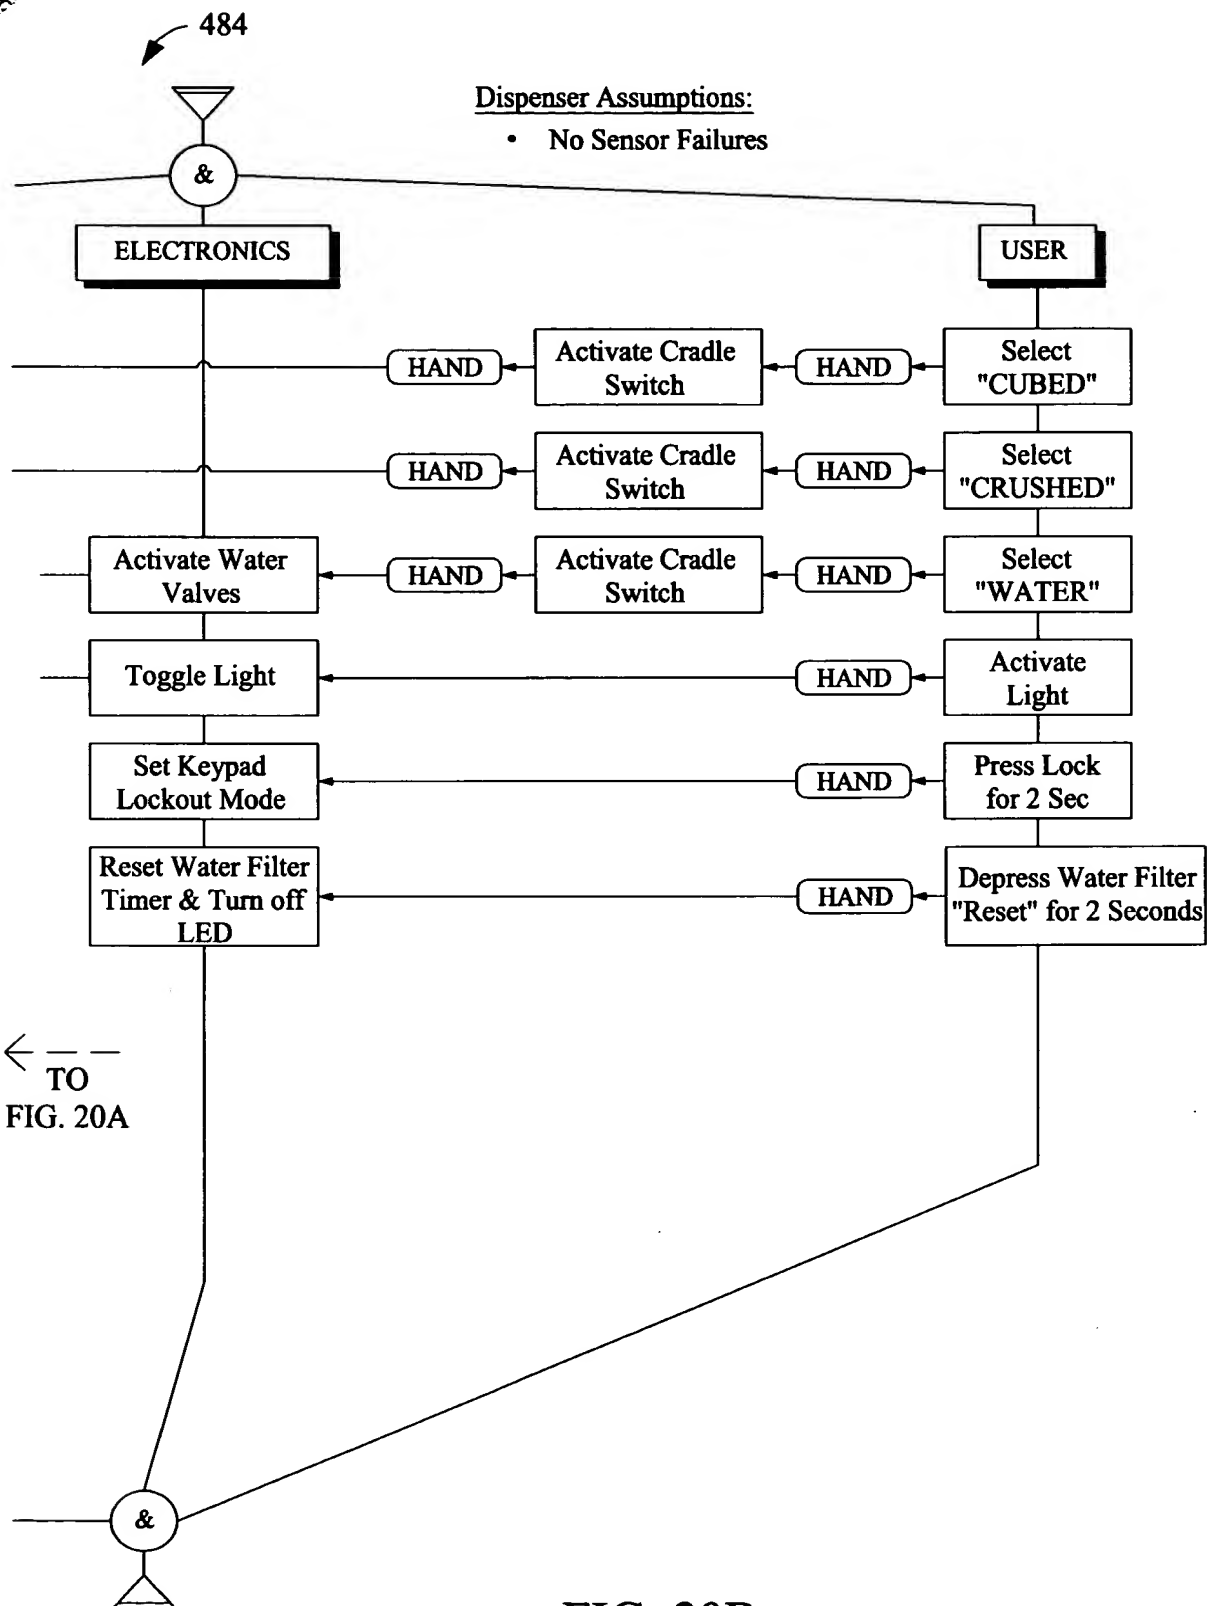 484
Dispenser Assumptions:
• No Sensor Failures
&
ELECTRONICS
USER
HAND
Activate Cradle
Switch
HAND
Select
"CUBED"
HAND
Activate Cradle
Switch
HAND
Select
"CRUSHED"
Activate Water
Valves
HAND
Activate Cradle
Switch
HAND
Select
"WATER"
Toggle Light
HAND
Activate
Light
Set Keypad
Lockout Mode
HAND
Press Lock
for 2 Sec
Reset Water Filter
Timer & Turn off
LED
HAND
Depress Water Filter
"Reset" for 2 Seconds
TO
FIG. 20A
&